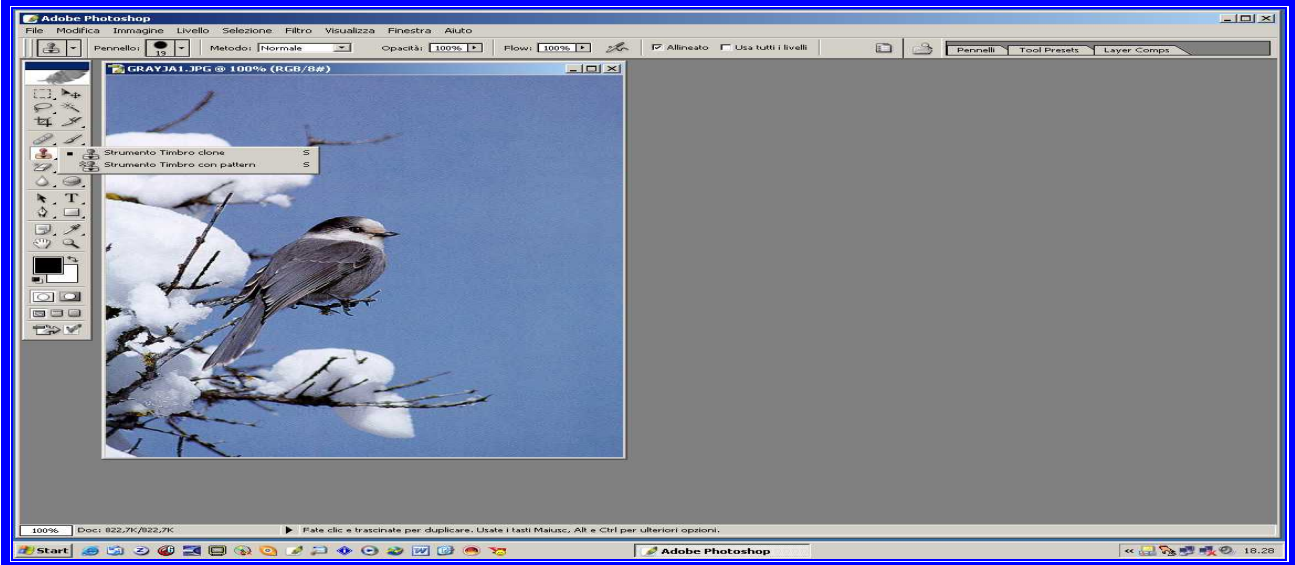 Adobe Photoshop
File Modifica Immagine Livello Selezione Filtro Visualizza Finestra Aiuto
Pennello: 19 Metodo: Normale Opacità: 100% Flow: 100% Allineato Usa tutti i livelli Pennelli Tool Presets Layer Comps
GRAYJA1.JPG @ 100% (RGB/8#)
Strumento Timbro clone S
Strumento Timbro con pattern S
T
100% Doc: 822,7K/822,7K Fate clic e trascinate per duplicare. Usate i tasti Maiusc, Alt e Ctrl per ulteriori opzioni.
Start Adobe Photoshop « 18.28